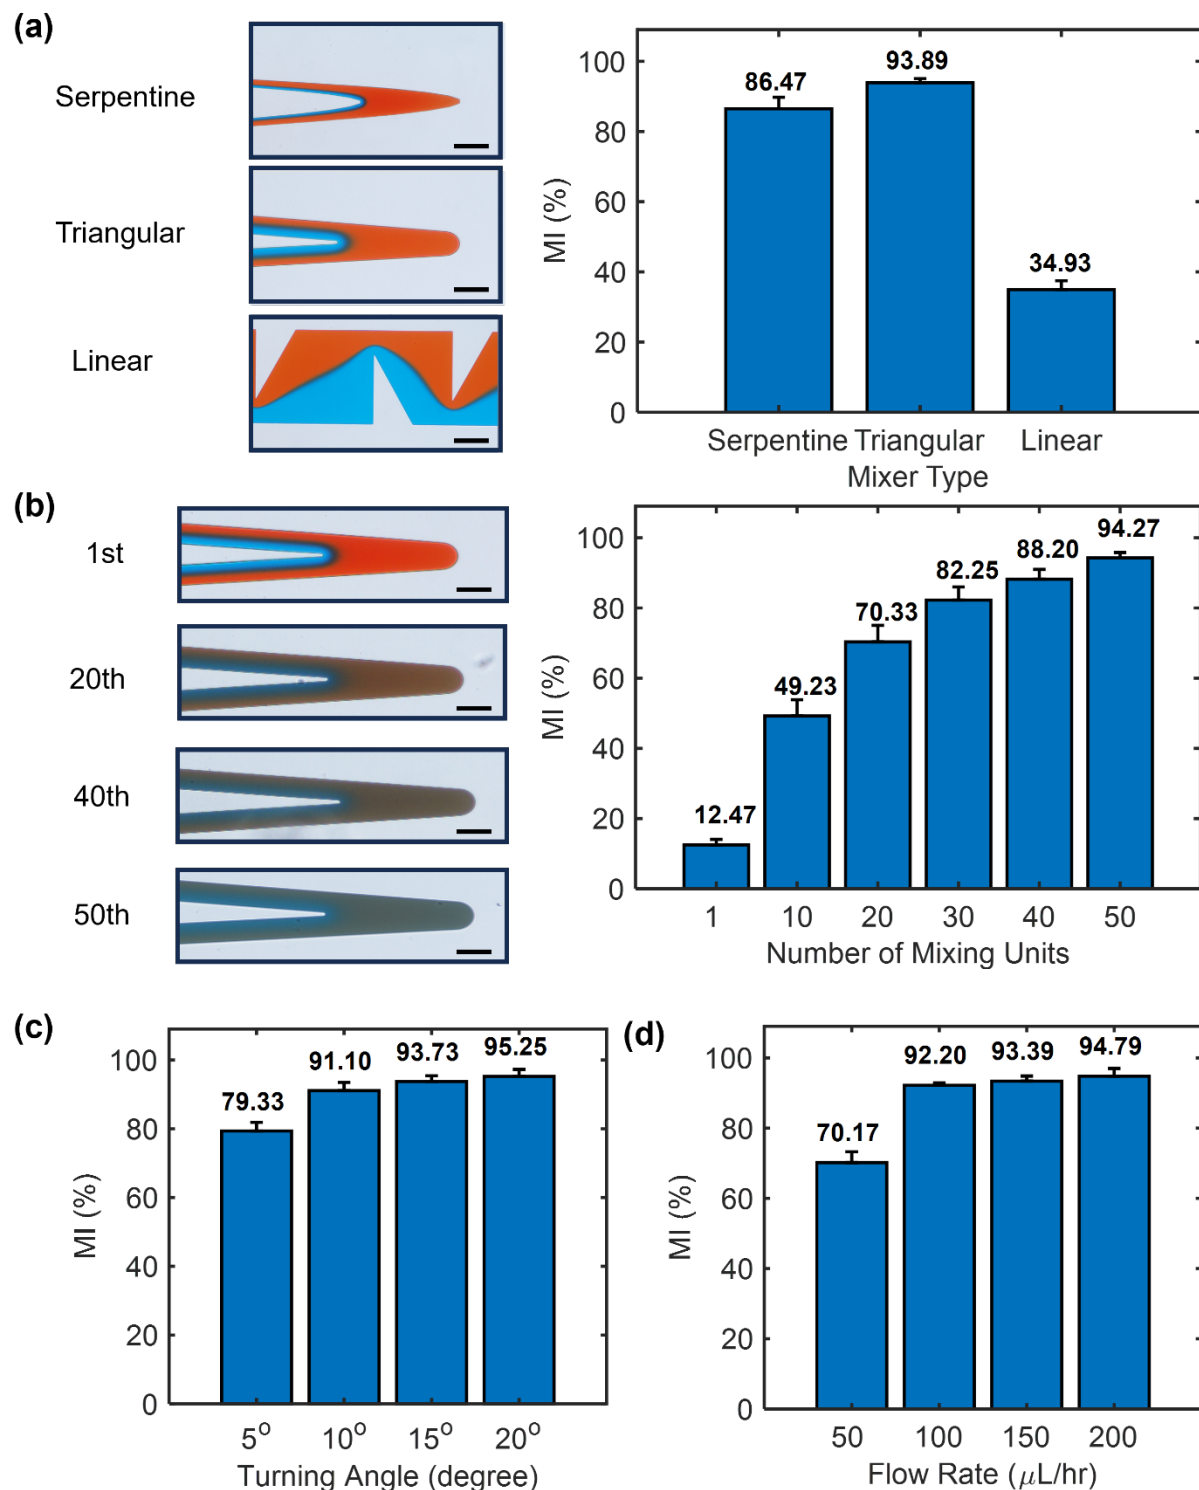 (a)
Serpentine
Triangular
Linear
MI (%)
100
80
60
40
20
0
86.47
93.89
34.93
Serpentine Triangular Linear
Mixer Type
(b)
1st
20th
40th
50th
MI (%)
100
80
60
40
20
0
12.47
49.23
70.33
82.25
88.20
94.27
1 10 20 30 40 50
Number of Mixing Units
(c)
MI (%)
100
80
60
40
20
0
79.33
91.10
93.73
95.25
5° 10° 15° 20°
Turning Angle (degree)
(d)
MI (%)
100
80
60
40
20
0
70.17
92.20
93.39
94.79
50 100 150 200
Flow Rate (μL/hr)